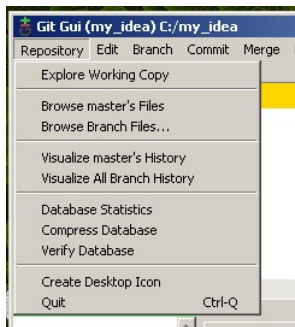 Git Gui (my_idea) C:/my_idea
Repository Edit Branch Commit Merge
Explore Working Copy
Browse master's Files
Browse Branch Files...
Visualize master's History
Visualize All Branch History
Database Statistics
Compress Database
Verify Database
Create Desktop Icon
Quit Ctrl-Q